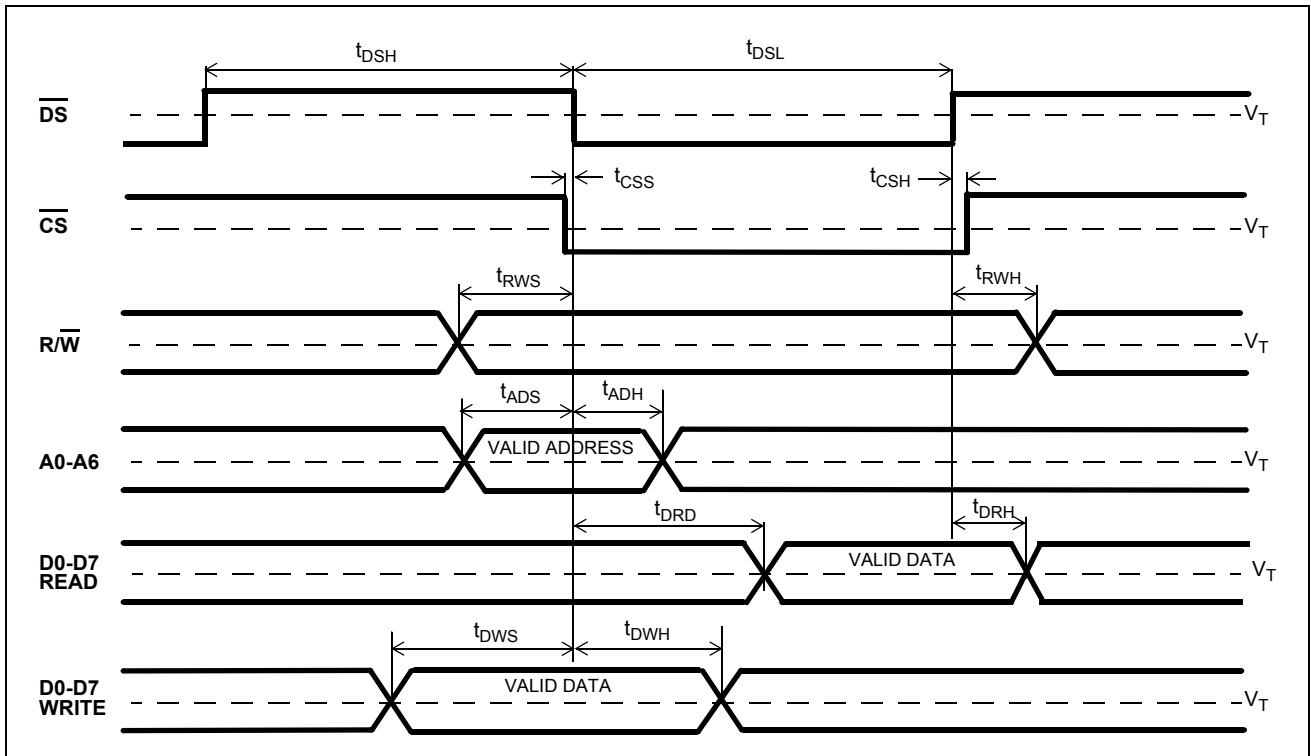 tDSH
tDSL
DS
VT
tCSS
tCSH
CS
VT
tRWS
tRWH
R/W
VT
tADS
tADH
VALID ADDRESS
A0-A6
VT
tDRD
tDRH
D0-D7
READ
VALID DATA
VT
tDWS
tDWH
D0-D7
WRITE
VALID DATA
VT